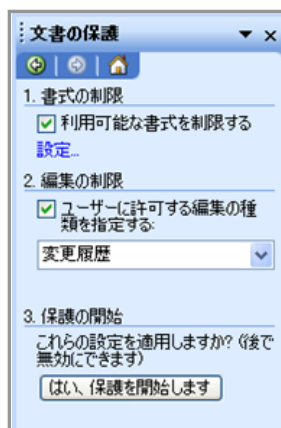 文書の保護
1. 書式の制限
利用可能な書式を制限する
設定...
2. 編集の制限
ユーザーに許可する編集の種
類を指定する:
変更履歴
3. 保護の開始
これらの設定を適用しますか? (後で
無効にできます)
はい、保護を開始します